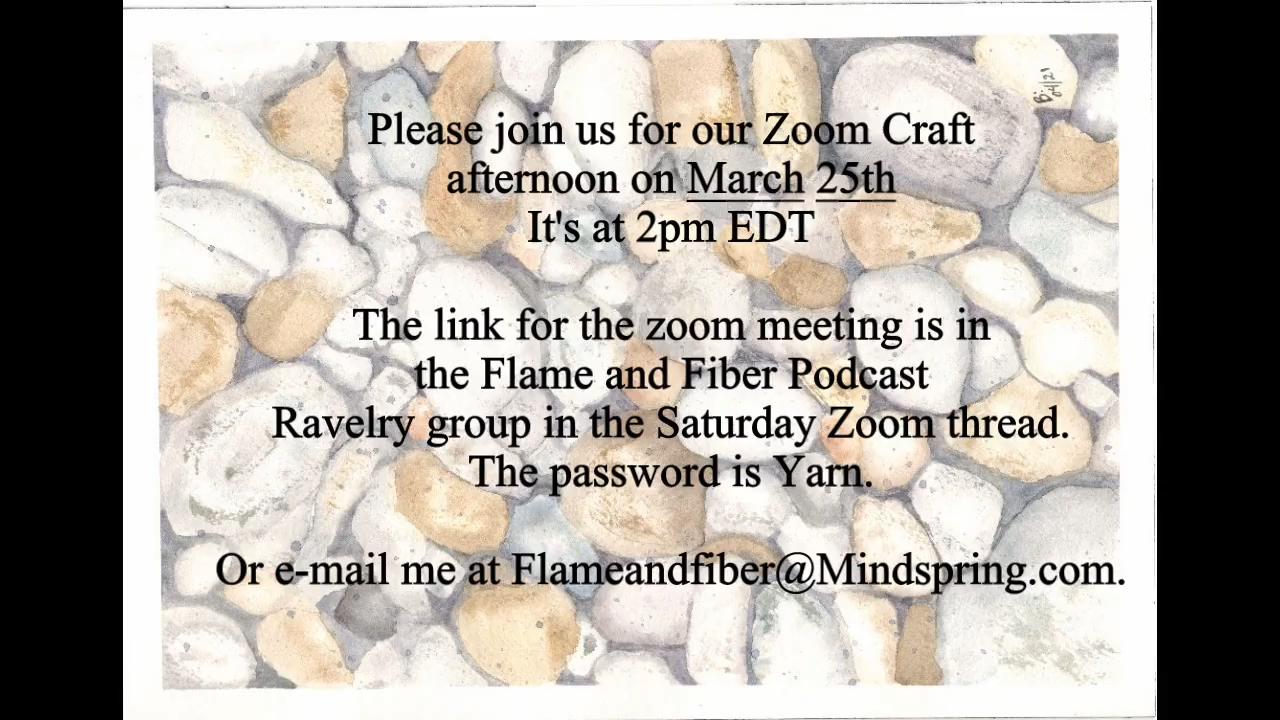 Please join us for our Zoom Craft
afternoon on March 25th
It's at 2pm EDT
The link for the zoom meeting is in
the Flame and Fiber Podcast
Ravelry group in the Saturday Zoom thread.
The password is Yarn.
Or e-mail me at Flameandfiber@Mindspring.com.